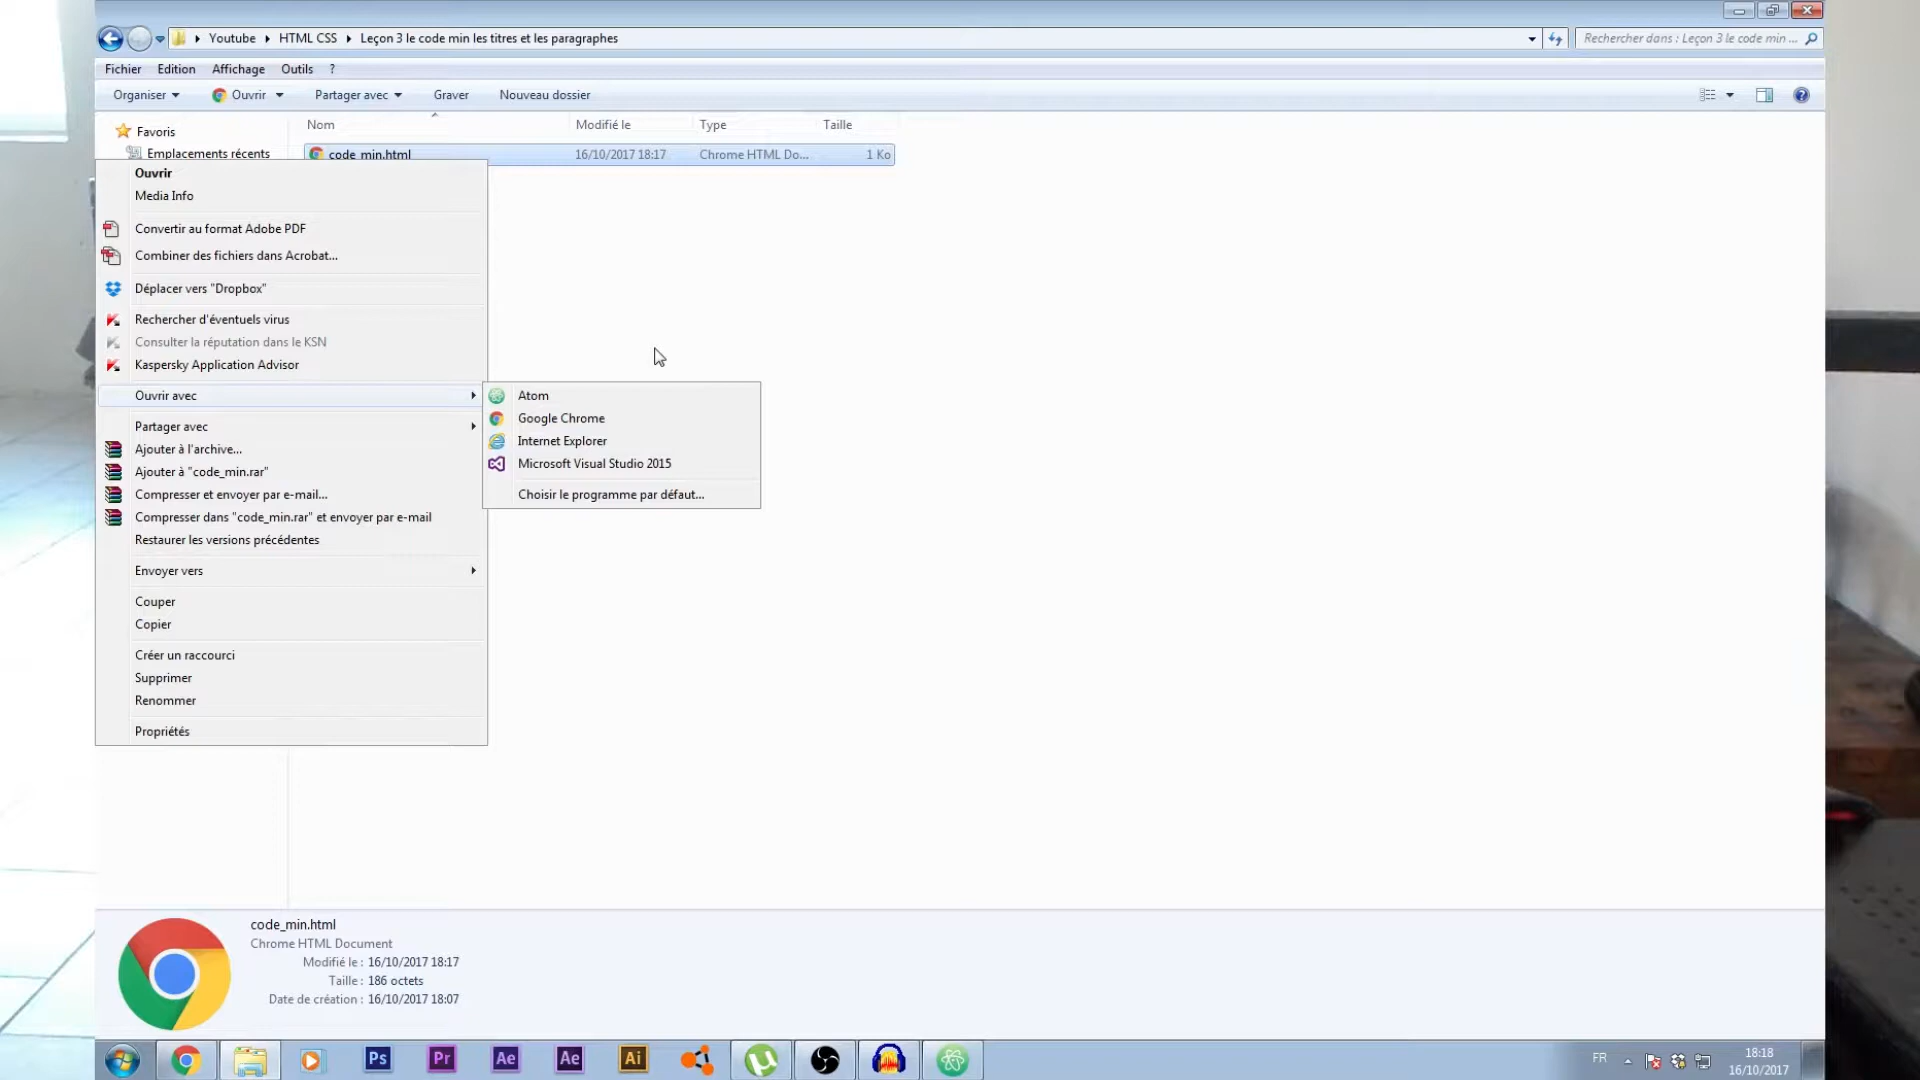 Youtube HTML CSS Leçon 3 le code min les titres et les paragraphes
Rechercher dans : Leçon 3 le code min ...
Fichier Edition Affichage Outils ?
Organiser Ouvrir Partager avec Graver Nouveau dossier
Favoris
Emplacements récents
Nom Modifié le Type Taille
code_min.html 16/10/2017 18:17 Chrome HTML Do... 1 Ko
Ouvrir
Media Info
Convertir au format Adobe PDF
Combiner des fichiers dans Acrobat...
Déplacer vers "Dropbox"
Rechercher d'éventuels virus
Consulter la réputation dans le KSN
Kaspersky Application Advisor
Ouvrir avec
Partager avec
Ajouter à l'archive...
Ajouter à "code_min.rar"
Compresser et envoyer par e-mail...
Compresser dans "code_min.rar" et envoyer par e-mail
Restaurer les versions précédentes
Envoyer vers
Couper
Copier
Créer un raccourci
Supprimer
Renommer
Propriétés
Atom
Google Chrome
Internet Explorer
Microsoft Visual Studio 2015
Choisir le programme par défaut...
code_min.html
Chrome HTML Document
Modifié le : 16/10/2017 18:17
Taille : 186 octets
Date de création : 16/10/2017 18:07
Ps Pr Ae Ae Ai
FR
18:18
16/10/2017